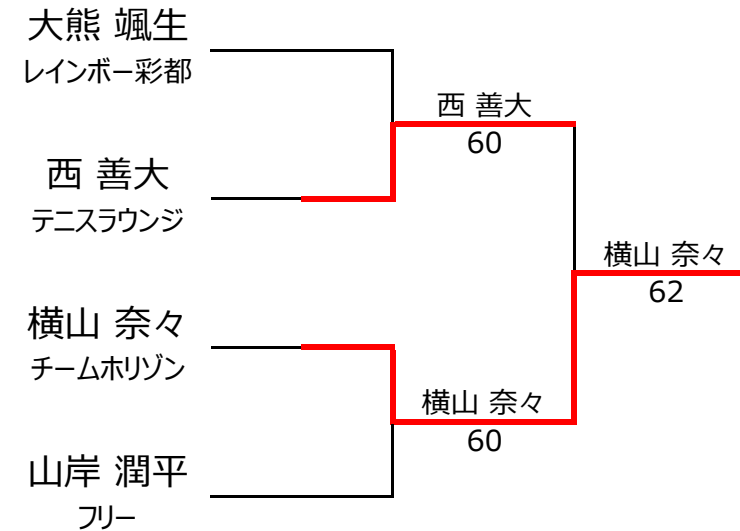 大熊 颯生
レインボー彩都
西 善大
60
西 善大
テニスラウンジ
横山 奈々
62
横山 奈々
チームホリゾン
横山 奈々
60
山岸 潤平
フリー